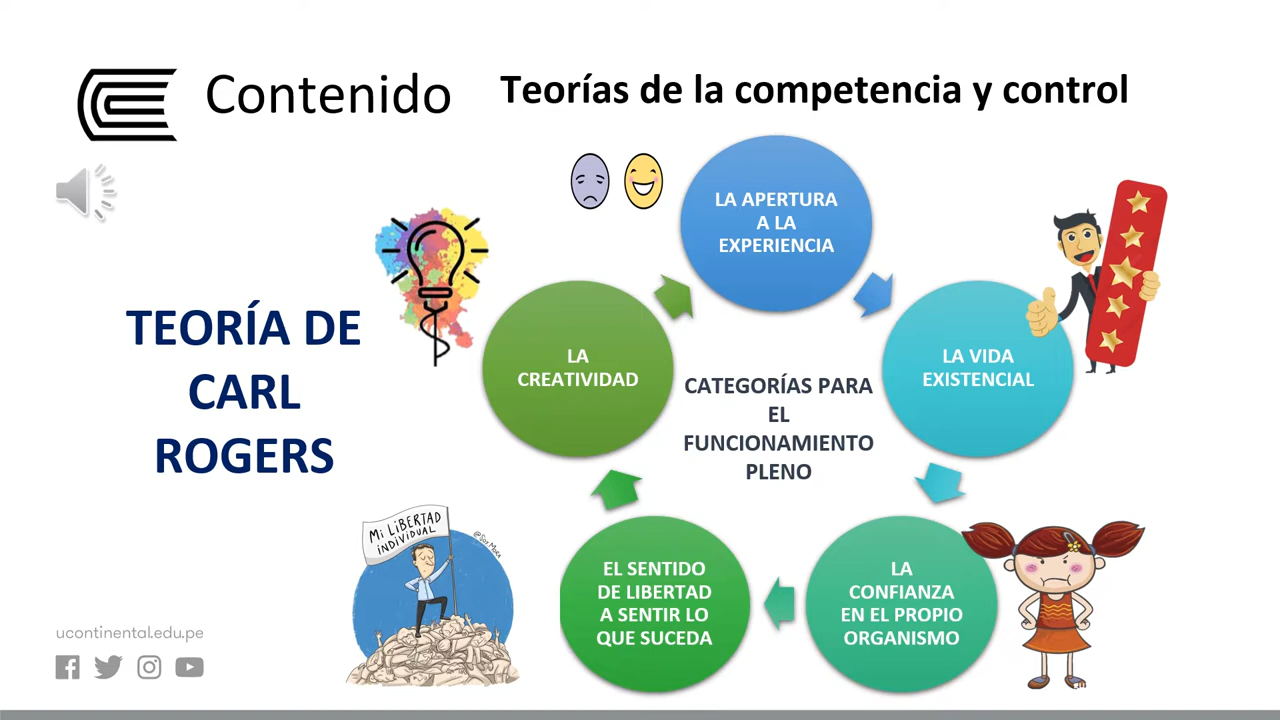 Contenido
Teorías de la competencia y control
LA APERTURA
A LA
EXPERIENCIA
LA VIDA
EXISTENCIAL
LA
CONFIANZA
EN EL PROPIO
ORGANISMO
EL SENTIDO
DE LIBERTAD
A SENTIR LO
QUE SUCEDA
LA
CREATIVIDAD
CATEGORÍAS PARA
EL
FUNCIONAMIENTO
PLENO
TEORÍA DE
CARL
ROGERS
MI LIBERTAD
INDIVIDUAL
ucontinental.edu.pe